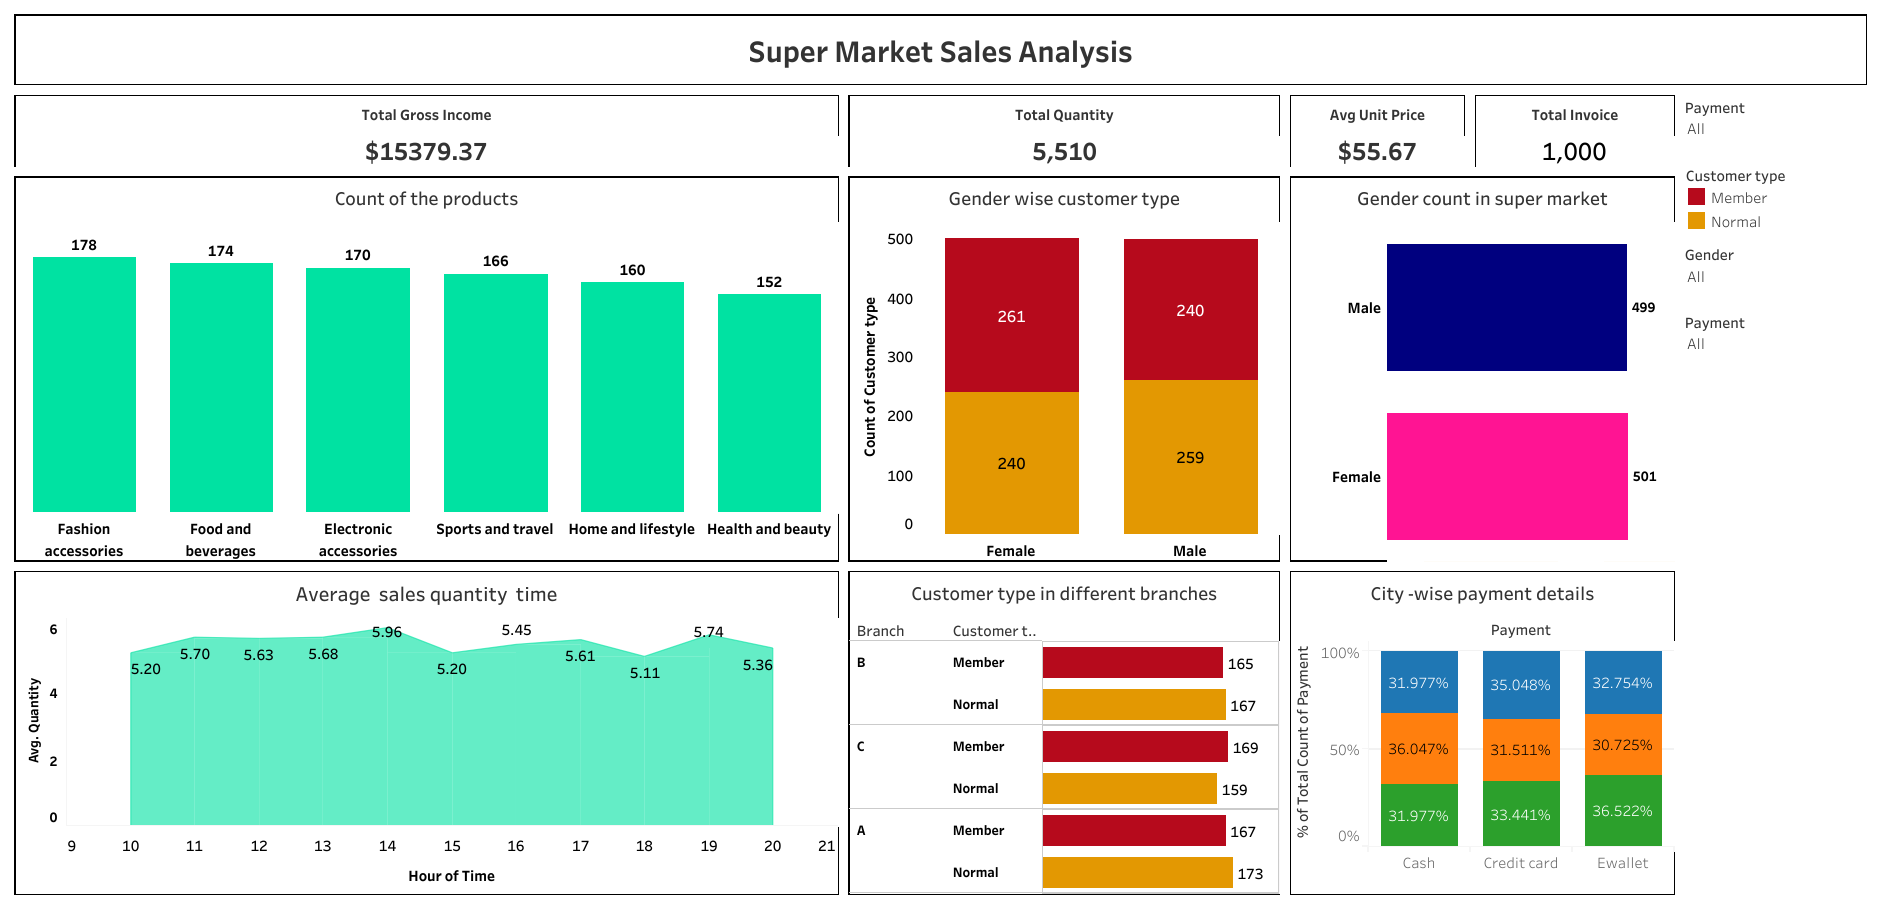 Super Market Sales Analysis
Total Gross Income
$15379.37
Total Quantity
5,510
Avg Unit Price
$55.67
Total Invoice
1,000
Payment
All
Customer type
Member
Normal
Gender
All
Payment
All
Count of the products
178
174
170
166
160
152
Fashion accessories
Food and beverages
Electronic accessories
Sports and travel
Home and lifestyle
Health and beauty
Gender wise customer type
Count of Customer type
500
400
300
200
100
0
261
240
240
259
Female
Male
Gender count in super market
Male
499
Female
501
Average sales quantity time
Avg. Quantity
6
4
2
0
5.20
5.70
5.63
5.68
5.96
5.20
5.45
5.61
5.11
5.74
5.36
9 10 11 12 13 14 15 16 17 18 19 20 21
Hour of Time
Customer type in different branches
Branch Customer t..
B Member 165
Normal 167
C Member 169
Normal 159
A Member 167
Normal 173
City -wise payment details
Payment
% of Total Count of Payment
100%
50%
0%
31.977% 35.048% 32.754%
36.047% 31.511% 30.725%
31.977% 33.441% 36.522%
Cash Credit card Ewallet